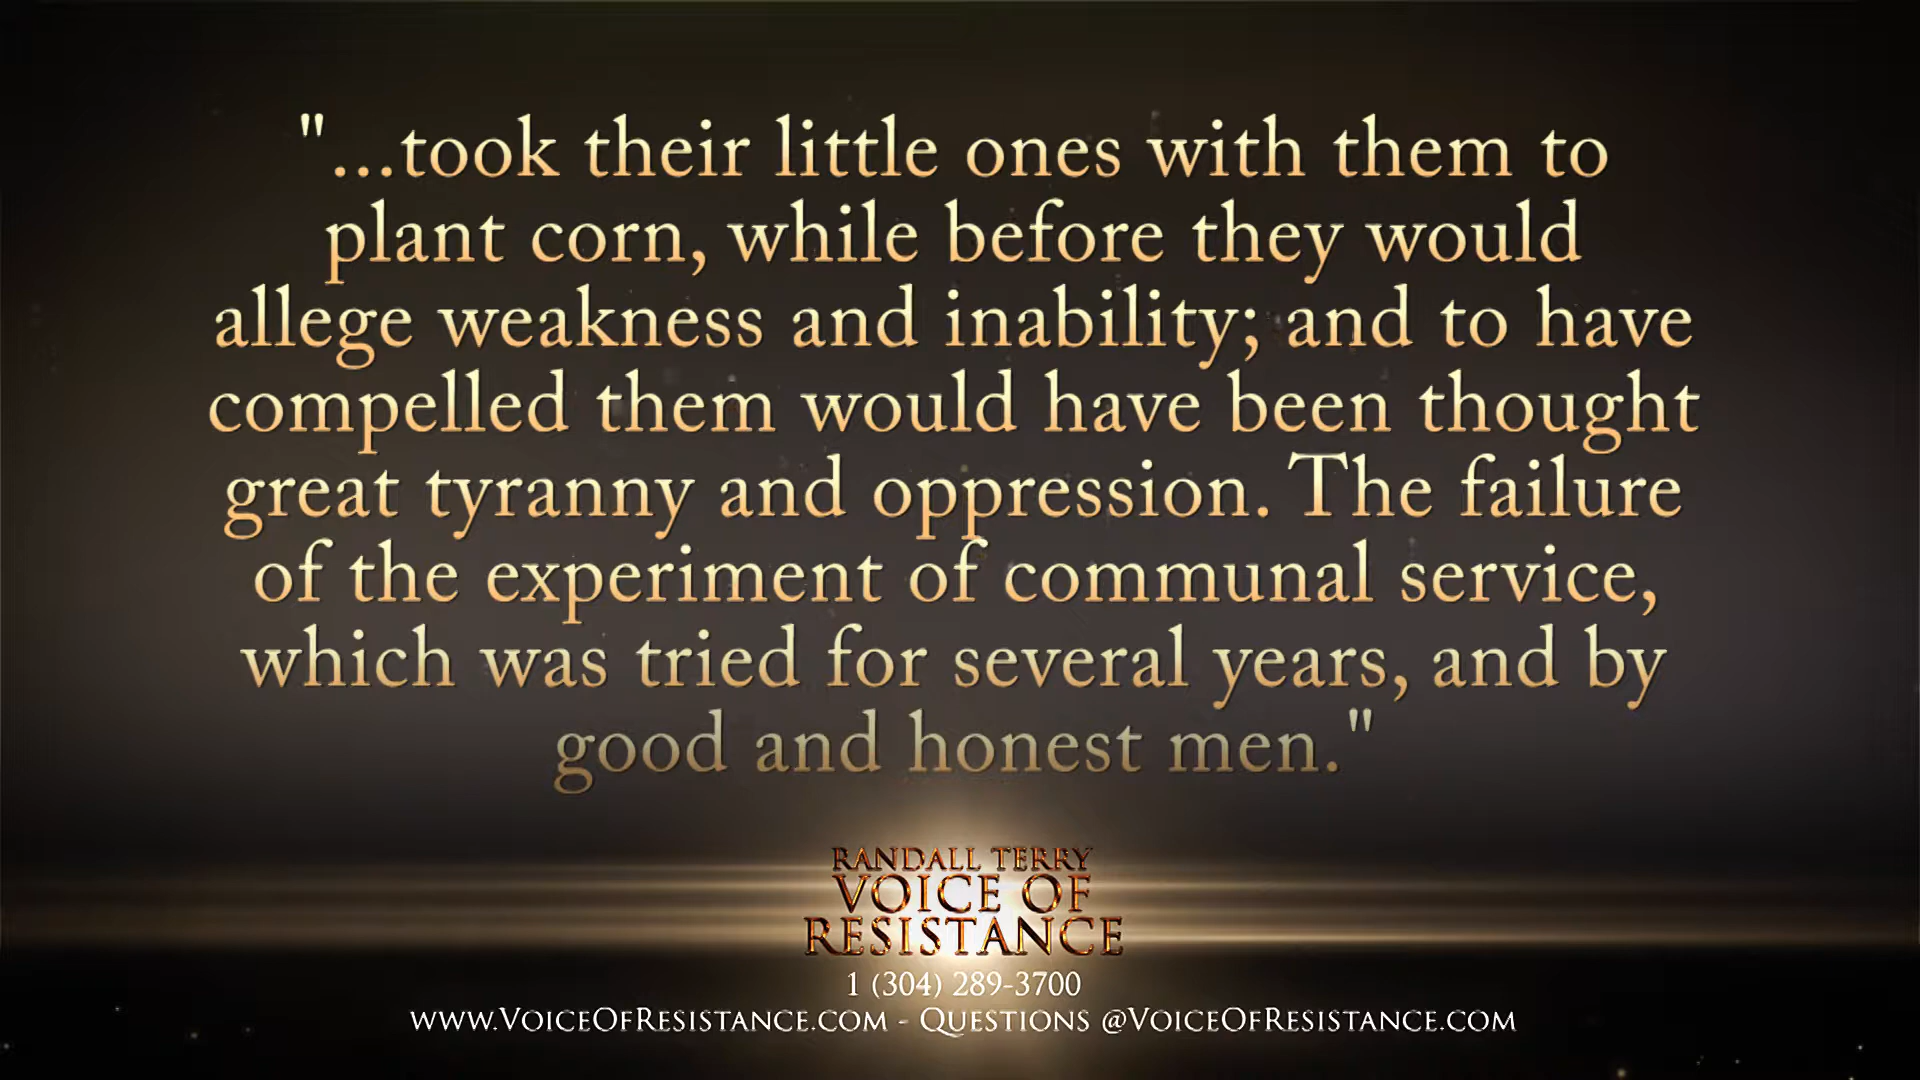 "...took their little ones with them to
plant corn, while before they would
allege weakness and inability; and to have
compelled them would have been thought
great tyranny and oppression. The failure
of the experiment of communal service,
which was tried for several years, and by
good and honest men."
RANDALL TERRY
VOICE OF
RESISTANCE
1 (304) 289-3700
WWW.VOICEOFRESISTANCE.COM - QUESTIONS @VOICEOFRESISTANCE.COM